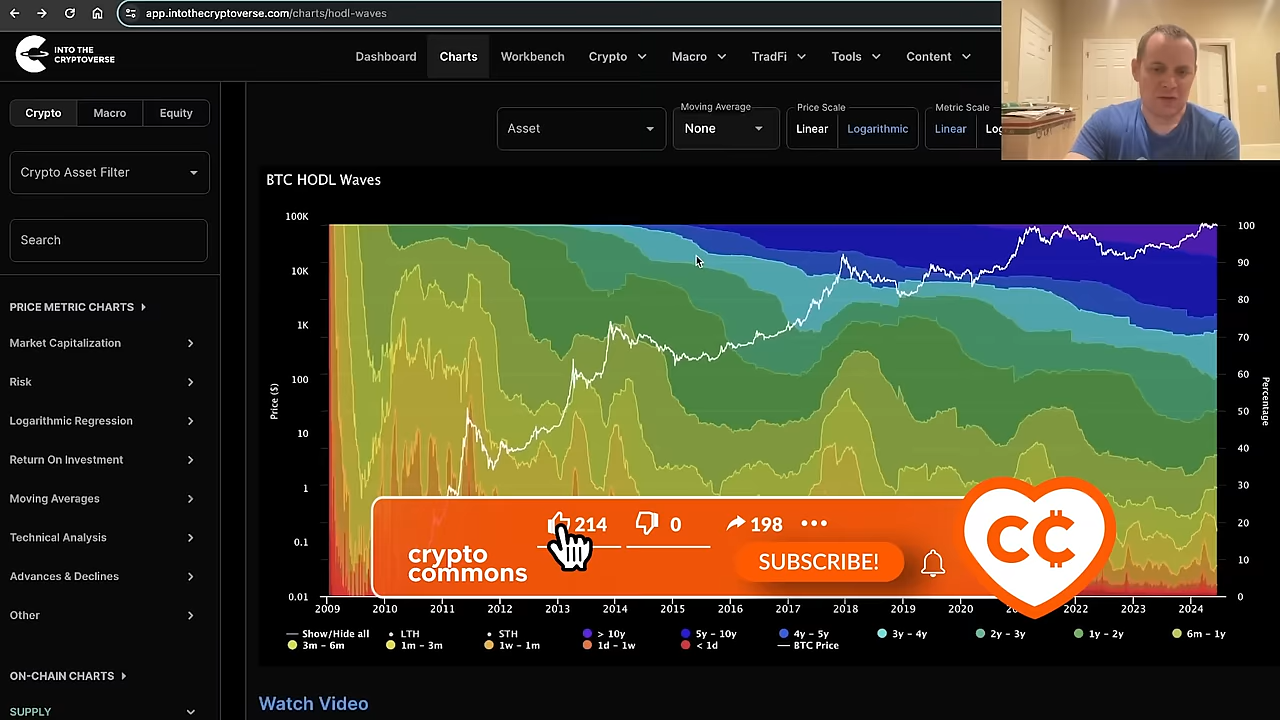 app.intothecryptoverse.com/charts/hodl-waves
INTO THE
CRYPTOVERSE
Dashboard Charts Workbench Crypto Macro TradFi Tools Content
Crypto Macro Equity
Crypto Asset Filter
Search
PRICE METRIC CHARTS
Market Capitalization
Risk
Logarithmic Regression
Return On Investment
Moving Averages
Technical Analysis
Advances & Declines
Other
ON-CHAIN CHARTS
SUPPLY
Asset
Moving Average
None
Price Scale
Linear Logarithmic
Metric Scale
Linear
BTC HODL Waves
100K
10K
1K
100
10
1
0.1
0.01
Price ($)
100
90
80
70
60
50
40
30
20
10
0
Percentage
2009 2010 2011 2012 2013 2014 2015 2016 2017 2018 2019 2020 2022 2023 2024
214 0 198
crypto
commons
SUBSCRIBE!
Show/Hide all LTH STH > 10y 5y – 10y 4y – 5y 3y – 4y 2y – 3y 1y – 2y 6m – 1y
3m – 6m 1m – 3m 1w – 1m 1d – 1w < 1d BTC Price
Watch Video